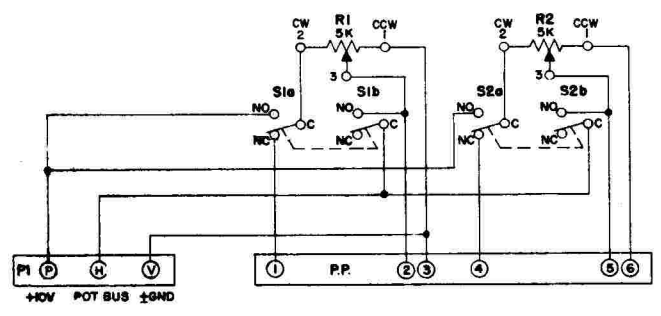 CW R1 CCW CW R2 CCW
2 5K 1 2 5K 1
3 3
S1a S1b S2a S2b
NO NO NO NO
C C C C
NC NC NC NC
P1 P H V 1 P.P. 2 3 4 5 6
+10V POT BUS ±GND